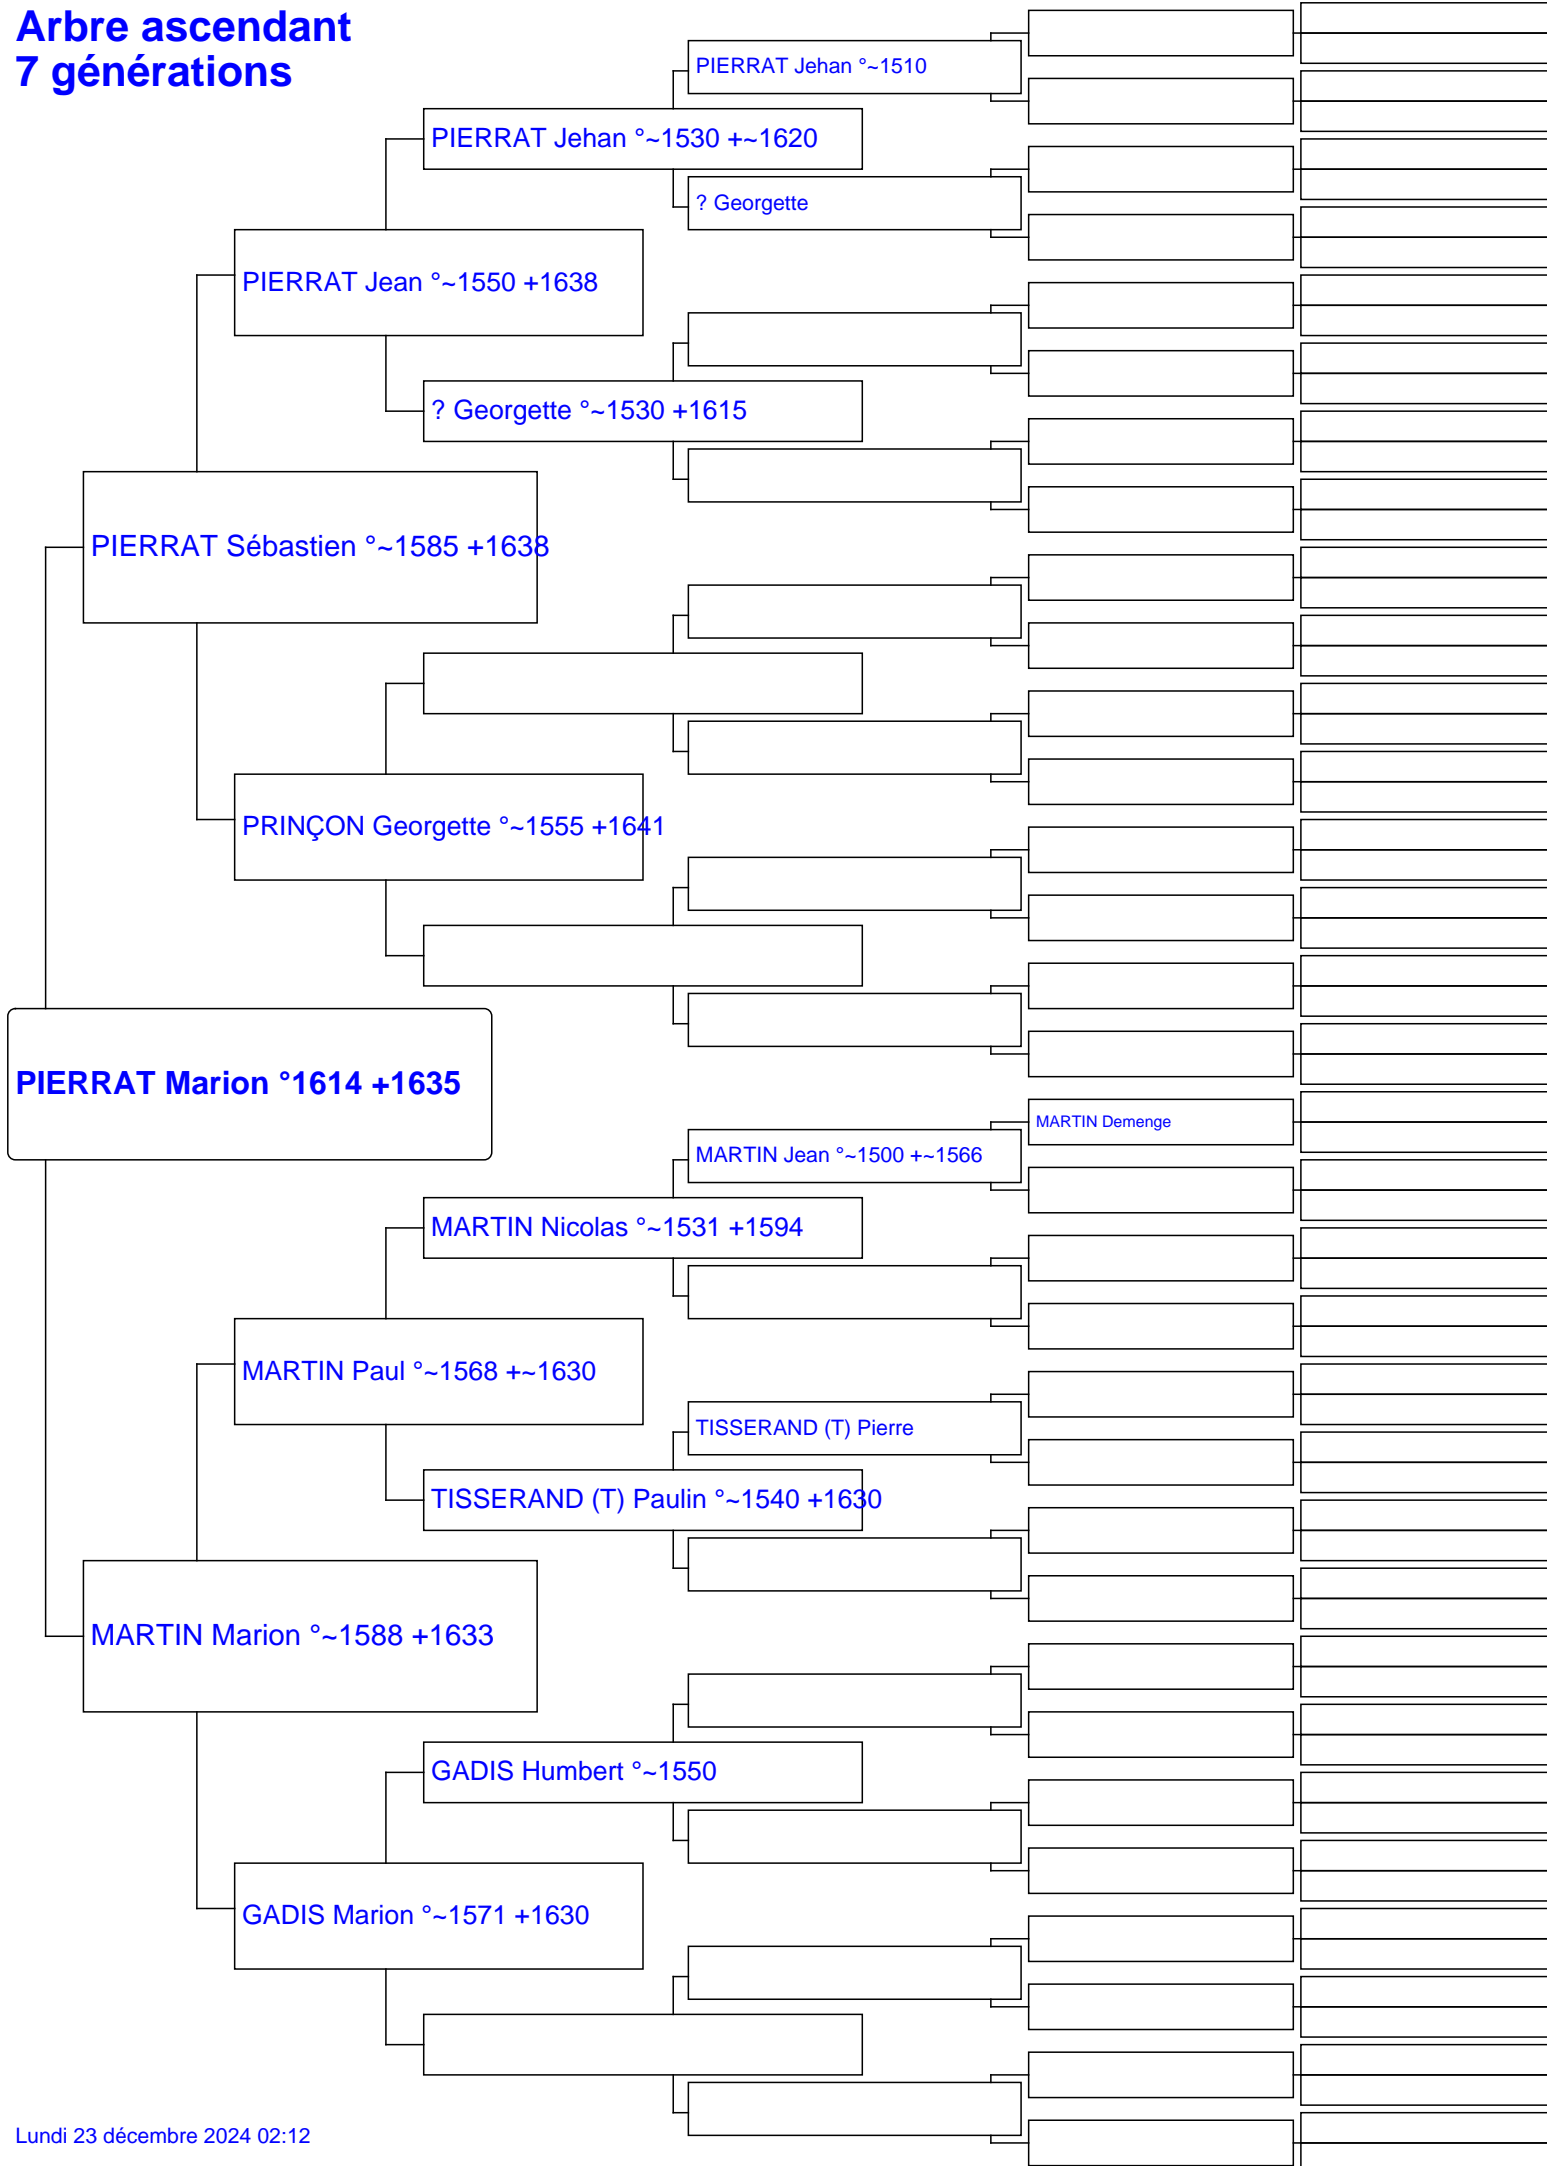 Arbre ascendant
7 générations
PIERRAT Jehan °~1510
PIERRAT Jehan °~1530 +~1620
? Georgette
PIERRAT Jean °~1550 +1638
? Georgette °~1530 +1615
PIERRAT Sébastien °~1585 +1638
PRINÇON Georgette °~1555 +1641
PIERRAT Marion °1614 +1635
MARTIN Demenge
MARTIN Jean °~1500 +~1566
MARTIN Nicolas °~1531 +1594
MARTIN Paul °~1568 +~1630
TISSERAND (T) Pierre
TISSERAND (T) Paulin °~1540 +1630
MARTIN Marion °~1588 +1633
GADIS Humbert °~1550
GADIS Marion °~1571 +1630
Lundi 23 décembre 2024 02:12